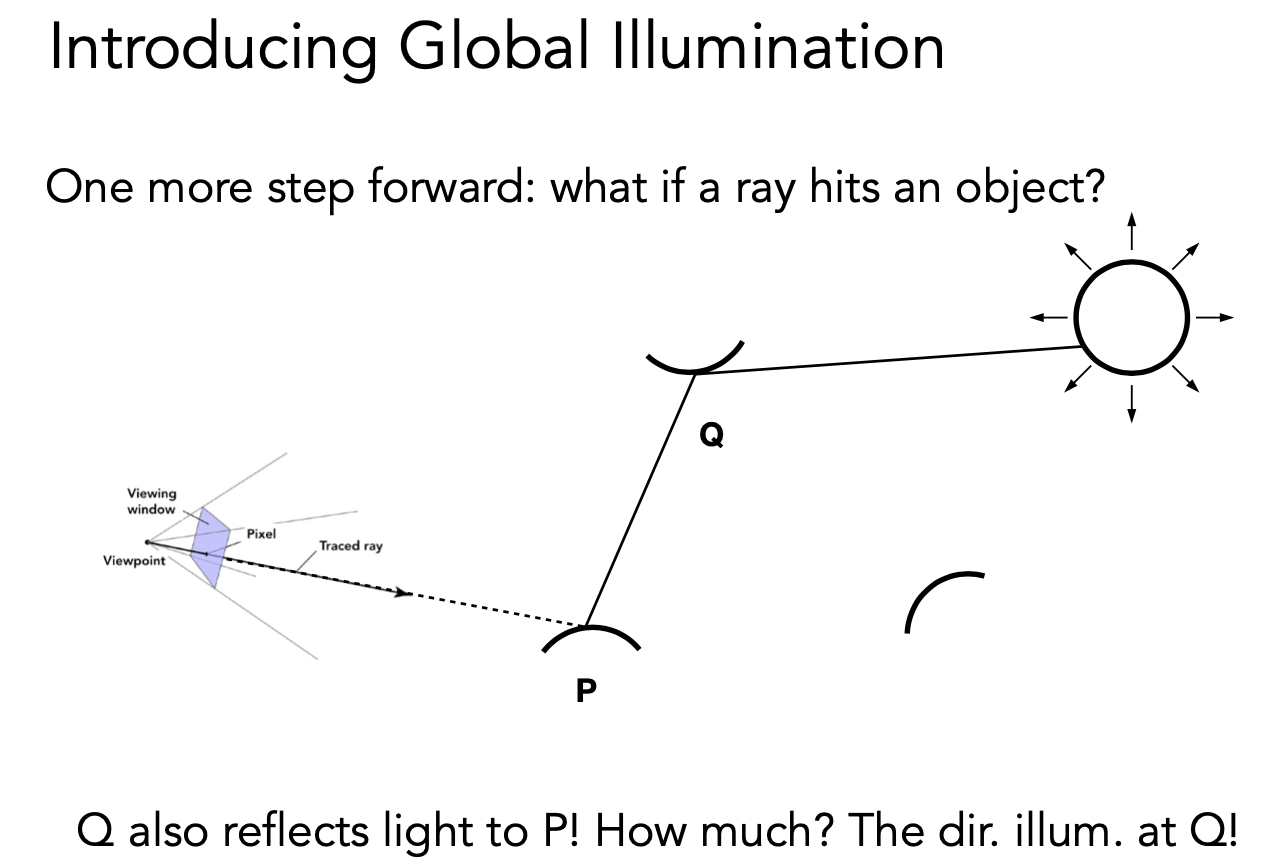 Introducing Global Illumination
One more step forward: what if a ray hits an object?
Q
Viewing
window
Pixel
Traced ray
Viewpoint
P
Q also reflects light to P! How much? The dir. illum. at Q!